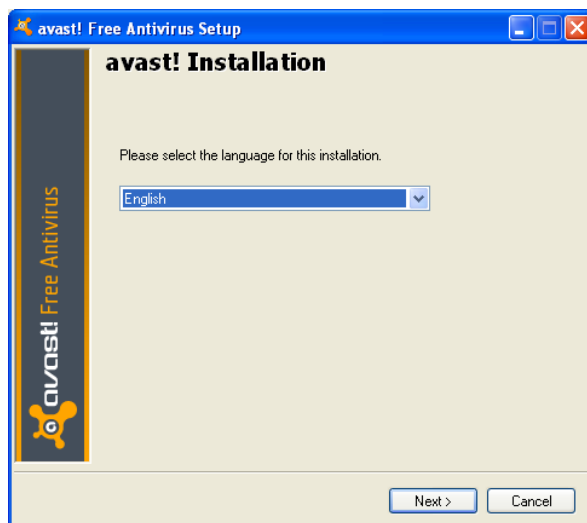 avast! Free Antivirus Setup
avast! Installation
Please select the language for this installation.
English
avast! Free Antivirus
Next >
Cancel